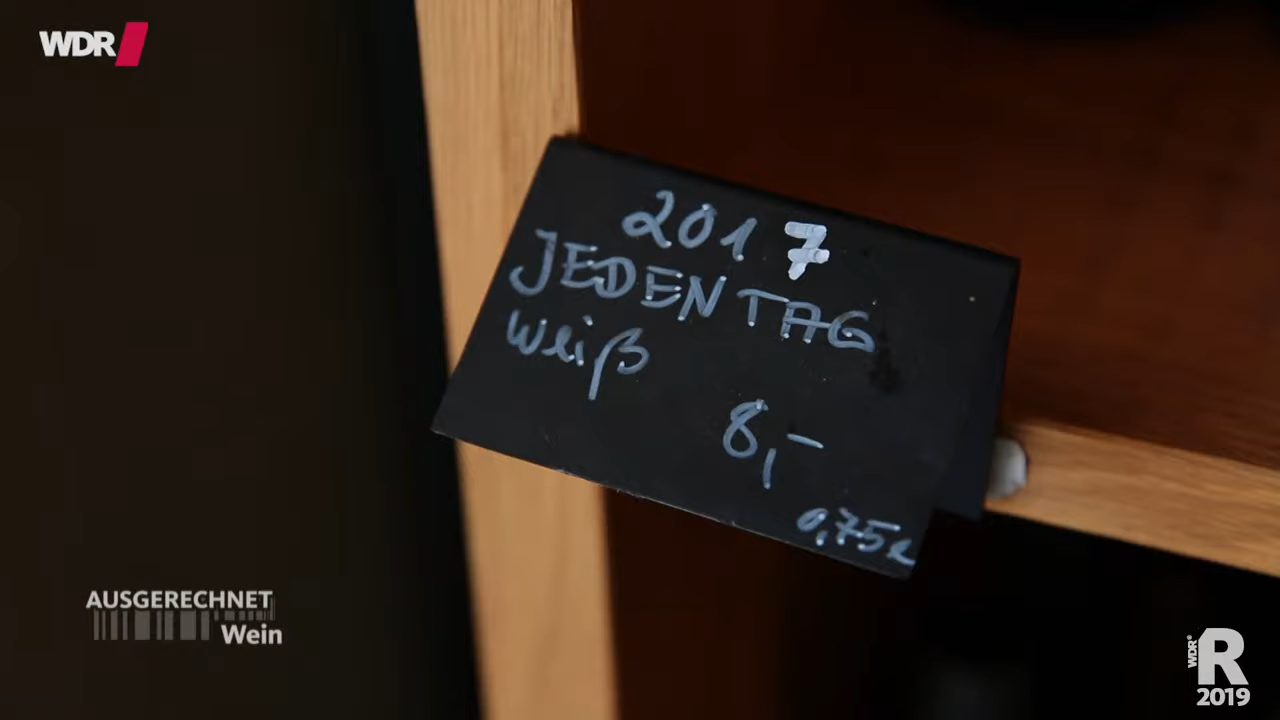 WDR
2017
JEDENTAG
weiß
8,-
0,75l
AUSGERECHNET
Wein
WDR®
R
2019